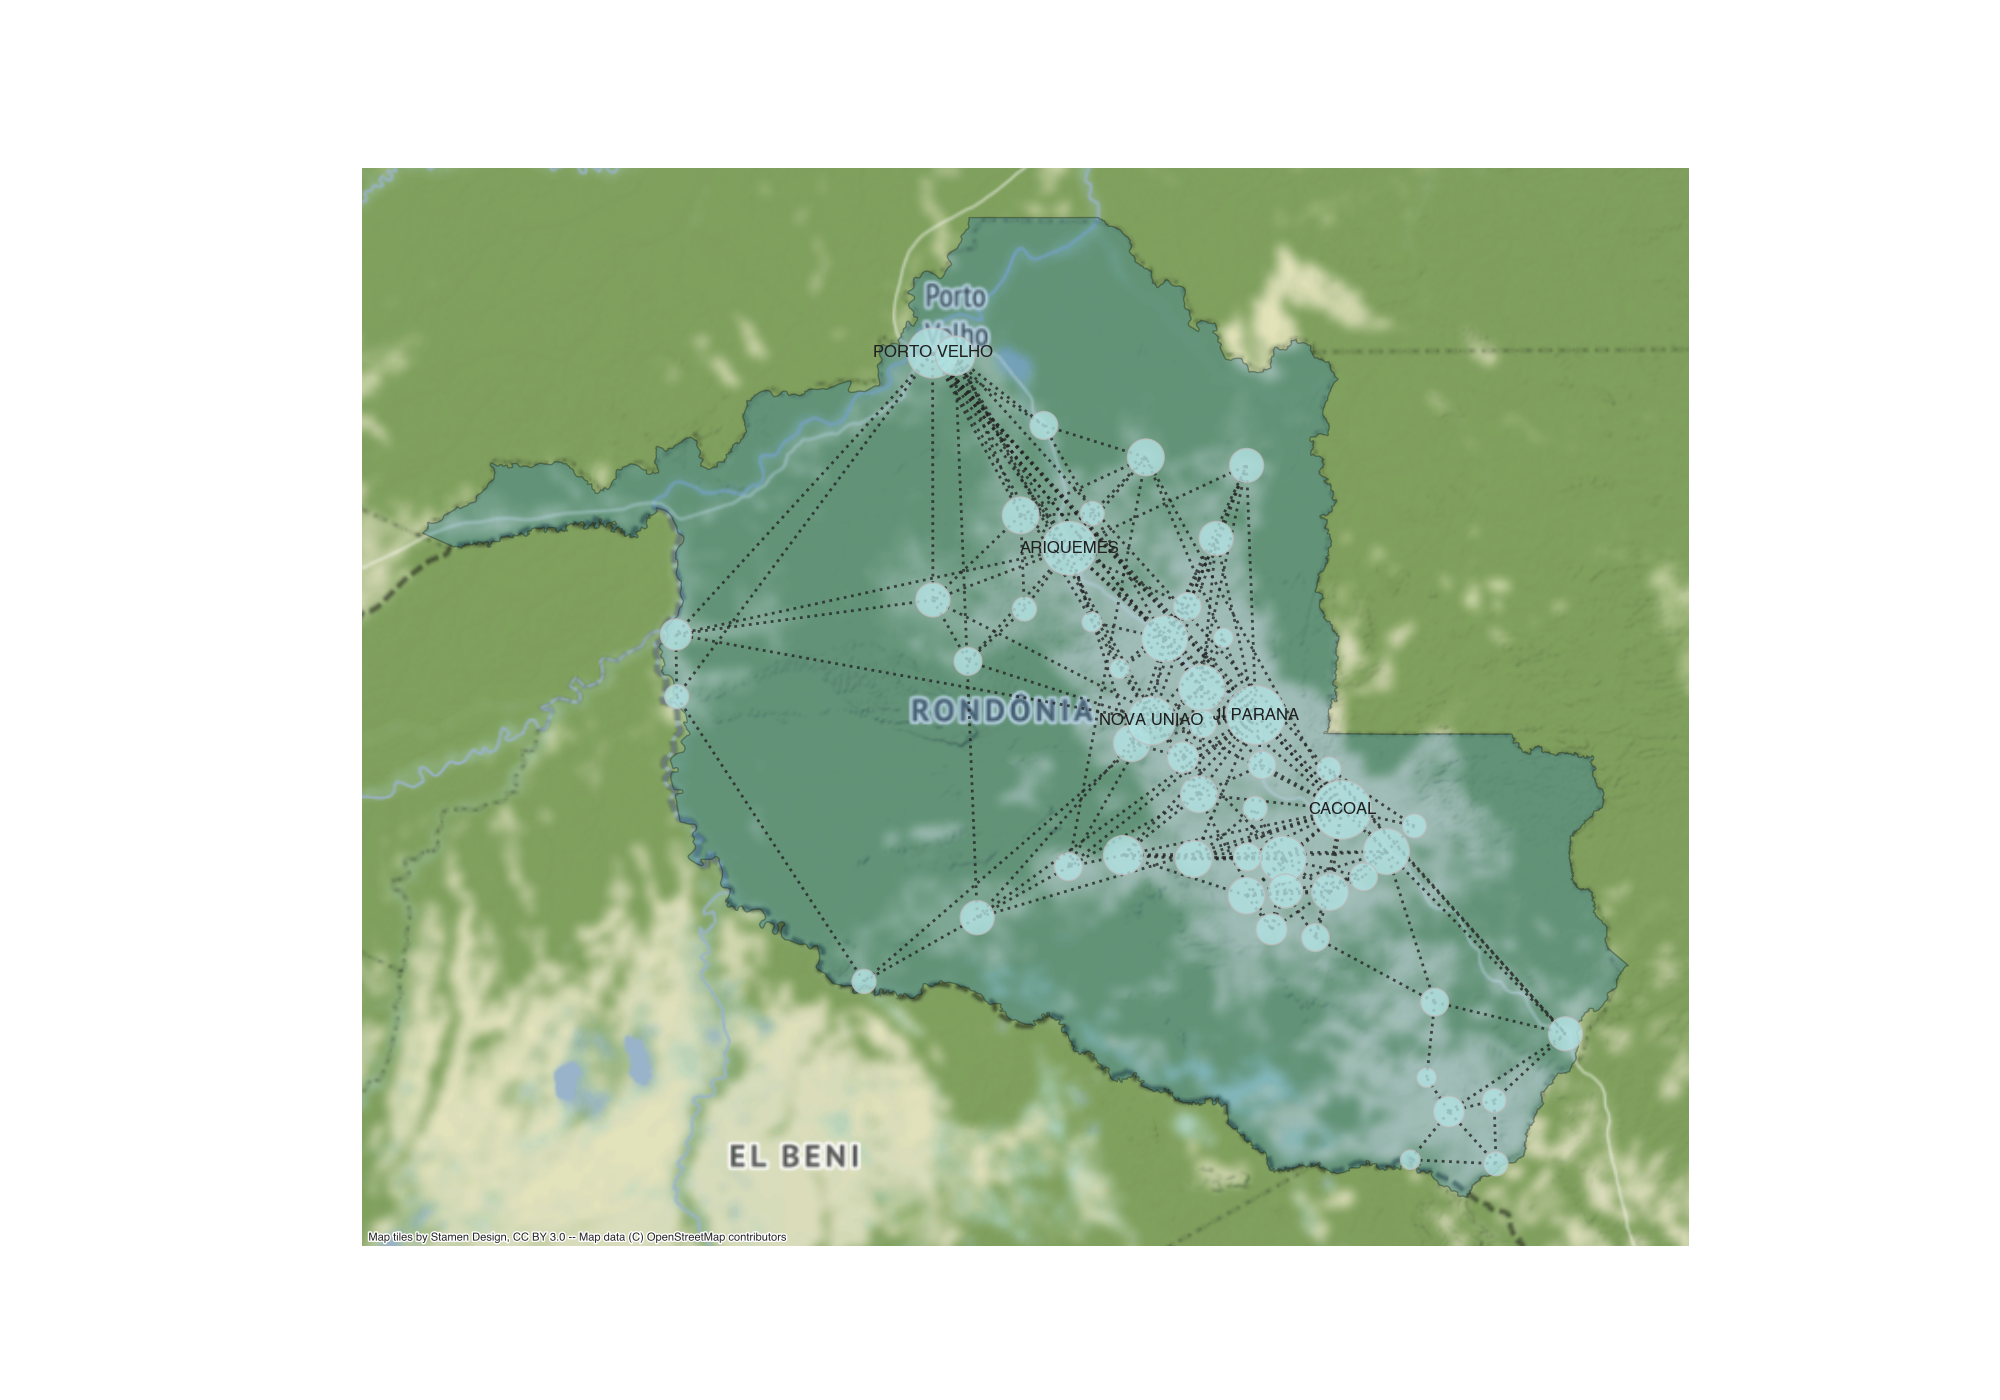 Porto
Velho
PORTO VELHO
ARIQUEMES
RONDÔNIA
NOVA UNIAO
JI PARANA
CACOAL
EL BENI
Map tiles by Stamen Design, CC BY 3.0 -- Map data (C) OpenStreetMap contributors